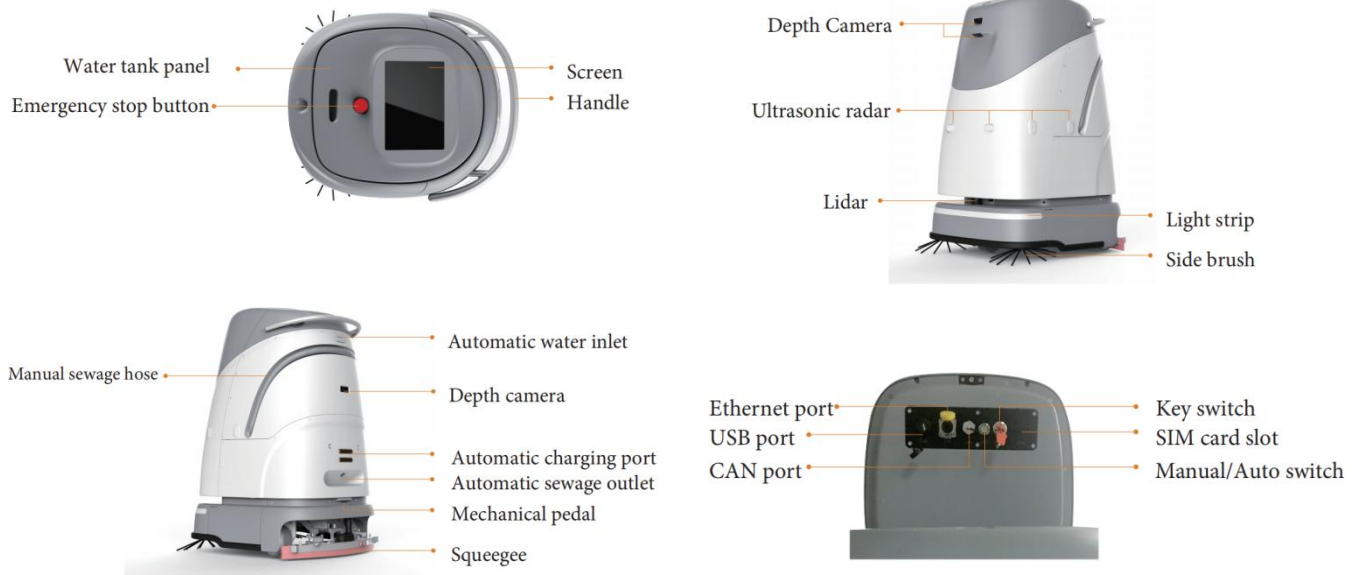 Water tank panel
Emergency stop button
Screen
Handle
Depth Camera
Ultrasonic radar
Lidar
Light strip
Side brush
Manual sewage hose
Automatic water inlet
Depth camera
Automatic charging port
Automatic sewage outlet
Mechanical pedal
Squeegee
Ethernet port
USB port
CAN port
Key switch
SIM card slot
Manual/Auto switch